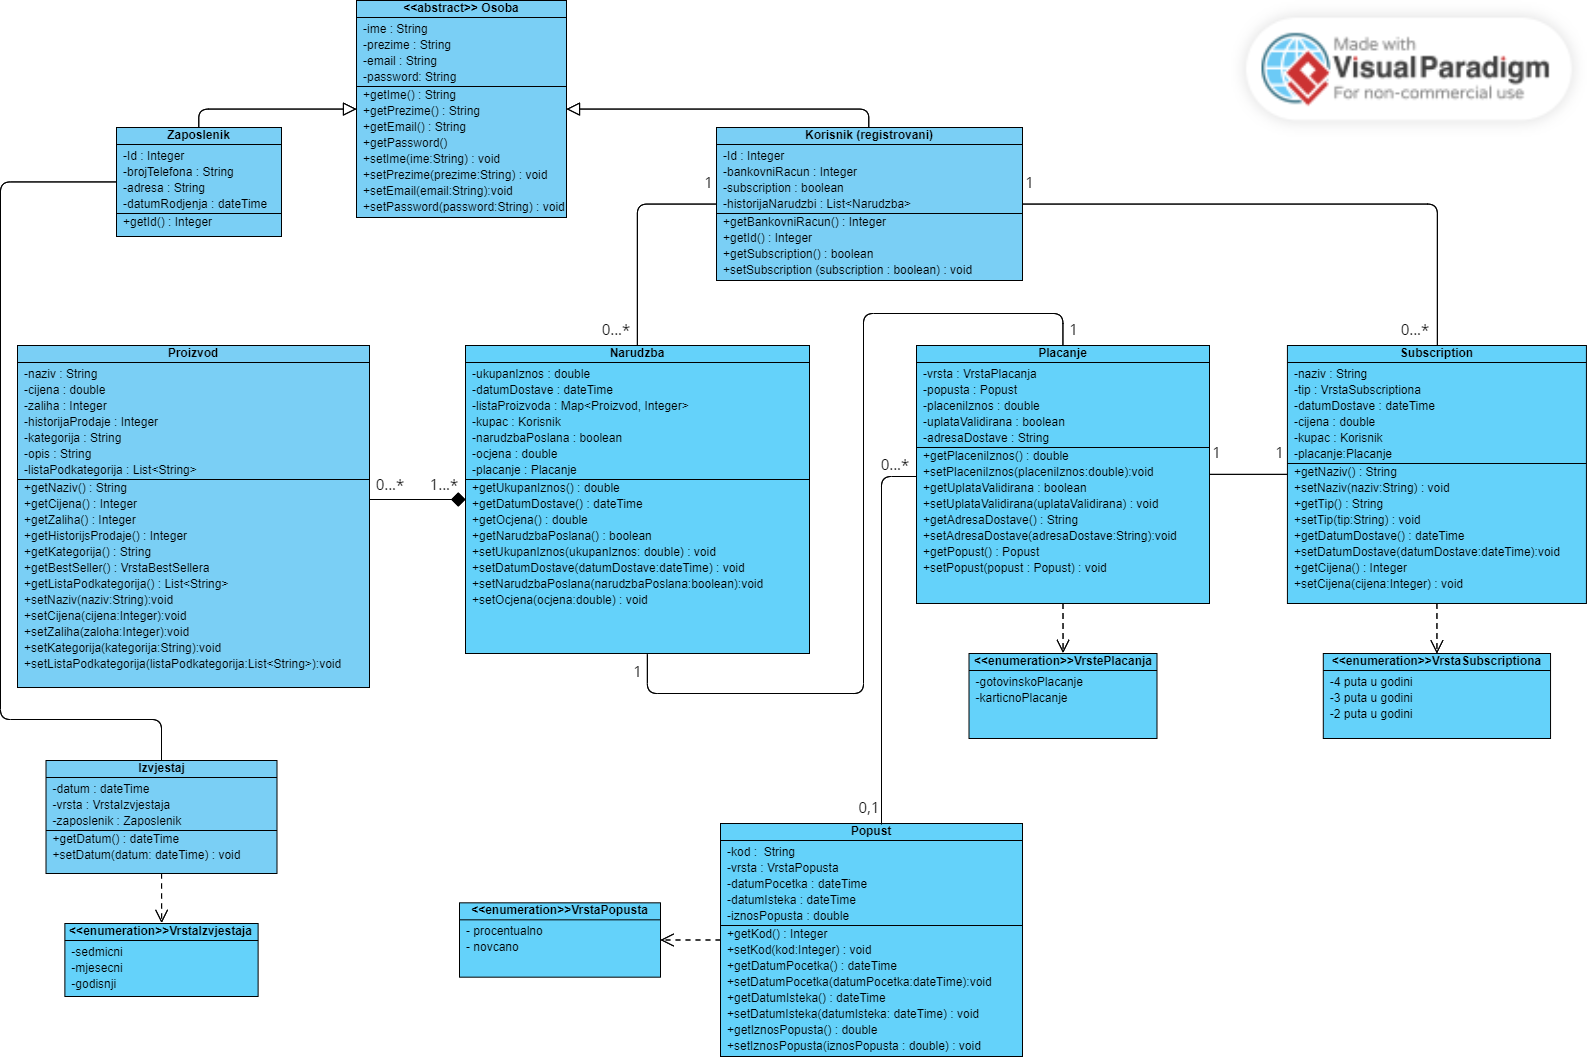 <<abstract>> Osoba
-ime : String
-prezime : String
-email : String
-password: String
+getIme() : String
+getPrezime() : String
+getEmail() : String
+getPassword()
+setIme(ime:String) : void
+setPrezime(prezime:String) : void
+setEmail(email:String):void
+setPassword(password:String) : void
Made with
Visual Paradigm
For non-commercial use
Zaposlenik
-Id : Integer
-brojTelefona : String
-adresa : String
-datumRodjenja : dateTime
+getId() : Integer
Korisnik (registrovani)
-Id : Integer
-bankovniRacun : Integer
-subscription : boolean
-historijaNarudzbi : List<Narudzba>
+getBankovniRacun() : Integer
+getId() : Integer
+getSubscription() : boolean
+setSubscription (subscription : boolean) : void
1
1
0...*
1
0...*
Proizvod
-naziv : String
-cijena : double
-zaliha : Integer
-historijaProdaje : Integer
-kategorija : String
-opis : String
-listaPodkategorija : List<String>
+getNaziv() : String
+getCijena() : Integer
+getZaliha() : Integer
+getHistorijsProdaje() : Integer
+getKategorija() : String
+getBestSeller() : VrstaBestSellera
+getListaPodkategorija() : List<String>
+setNaziv(naziv:String):void
+setCijena(cijena:Integer):void
+setZaliha(zaloha:Integer):void
+setKategorija(kategorija:String):void
+setListaPodkategorija(listaPodkategorija:List<String>):void
0...*
1...*
Narudzba
-ukupanIznos : double
-datumDostave : dateTime
-listaProizvoda : Map<Proizvod, Integer>
-kupac : Korisnik
-narudzbaPoslana : boolean
-ocjena : double
-placanje : Placanje
+getUkupanIznos() : double
+getDatumDostave() : dateTime
+getOcjena() : double
+getNarudzbaPoslana() : boolean
+setUkupanIznos(ukupanIznos: double) : void
+setDatumDostave(datumDostave:dateTime) : void
+setNarudzbaPoslana(narudzbaPoslana:boolean):void
+setOcjena(ocjena:double) : void
1
0...*
Placanje
-vrsta : VrstaPlacanja
-popusta : Popust
-placeniIznos : double
-uplataValidirana : boolean
-adresaDostave : String
+getPlaceniIznos() : double
+setPlaceniIznos(placeniIznos:double):void
+getUplataValidirana : boolean
+setUplataValidirana(uplataValidirana) : void
+getAdresaDostave() : String
+setAdresaDostave(adresaDostave:String):void
+getPopust() : Popust
+setPopust(popust : Popust) : void
1
1
Subscription
-naziv : String
-tip : VrstaSubscriptiona
-datumDostave : dateTime
-cijena : double
-kupac : Korisnik
-placanje:Placanje
+getNaziv() : String
+setNaziv(naziv:String) : void
+getTip() : String
+setTip(tip:String) : void
+getDatumDostave() : dateTime
+setDatumDostave(datumDostave:dateTime):void
+getCijena() : Integer
+setCijena(cijena:Integer) : void
<<enumeration>>VrstePlacanja
-gotovinskoPlacanje
-karticnoPlacanje
<<enumeration>>VrstaSubscriptiona
-4 puta u godini
-3 puta u godini
-2 puta u godini
Izvjestaj
-datum : dateTime
-vrsta : VrstaIzvjestaja
-zaposlenik : Zaposlenik
+getDatum() : dateTime
+setDatum(datum: dateTime) : void
<<enumeration>>VrstaIzvjestaja
-sedmicni
-mjesecni
-godisnji
<<enumeration>>VrstaPopusta
- procentualno
- novcano
0,1
Popust
-kod : String
-vrsta : VrstaPopusta
-datumPocetka : dateTime
-datumIsteka : dateTime
-iznosPopusta : double
+getKod() : Integer
+setKod(kod:Integer) : void
+getDatumPocetka() : dateTime
+setDatumPocetka(datumPocetka:dateTime):void
+getDatumIsteka() : dateTime
+setDatumIsteka(datumIsteka: dateTime) : void
+getIznosPopusta() : double
+setIznosPopusta(iznosPopusta : double) : void